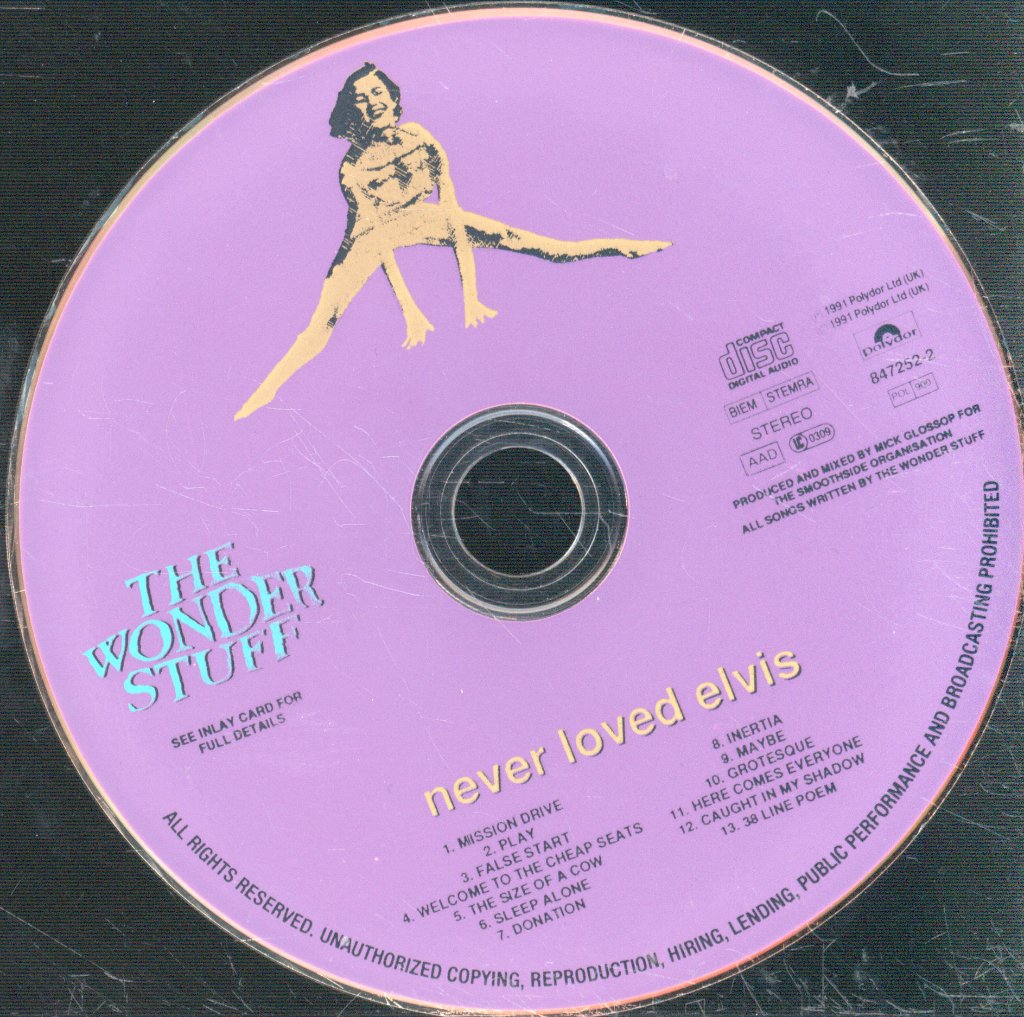 1991 Polydor Ltd (UK)
1991 Polydor Ltd (UK)
Polydor
847252-2
POL 900
COMPACT
disc
DIGITAL AUDIO
BIEM STEMRA
STEREO
AAD LC 0309
PRODUCED AND MIXED BY MICK GLOSSOP FOR
THE SMOOTHSIDE ORGANISATION
ALL SONGS WRITTEN BY THE WONDER STUFF
THE
WONDER
STUFF
SEE INLAY CARD FOR
FULL DETAILS
never loved elvis
1. MISSION DRIVE
2. PLAY
3. FALSE START
4. WELCOME TO THE CHEAP SEATS
5. THE SIZE OF A COW
6. SLEEP ALONE
7. DONATION
8. INERTIA
9. MAYBE
10. GROTESQUE
11. HERE COMES EVERYONE
12. CAUGHT IN MY SHADOW
13. 38 LINE POEM
ALL RIGHTS RESERVED. UNAUTHORIZED COPYING, REPRODUCTION, HIRING, LENDING, PUBLIC PERFORMANCE AND BROADCASTING PROHIBITED